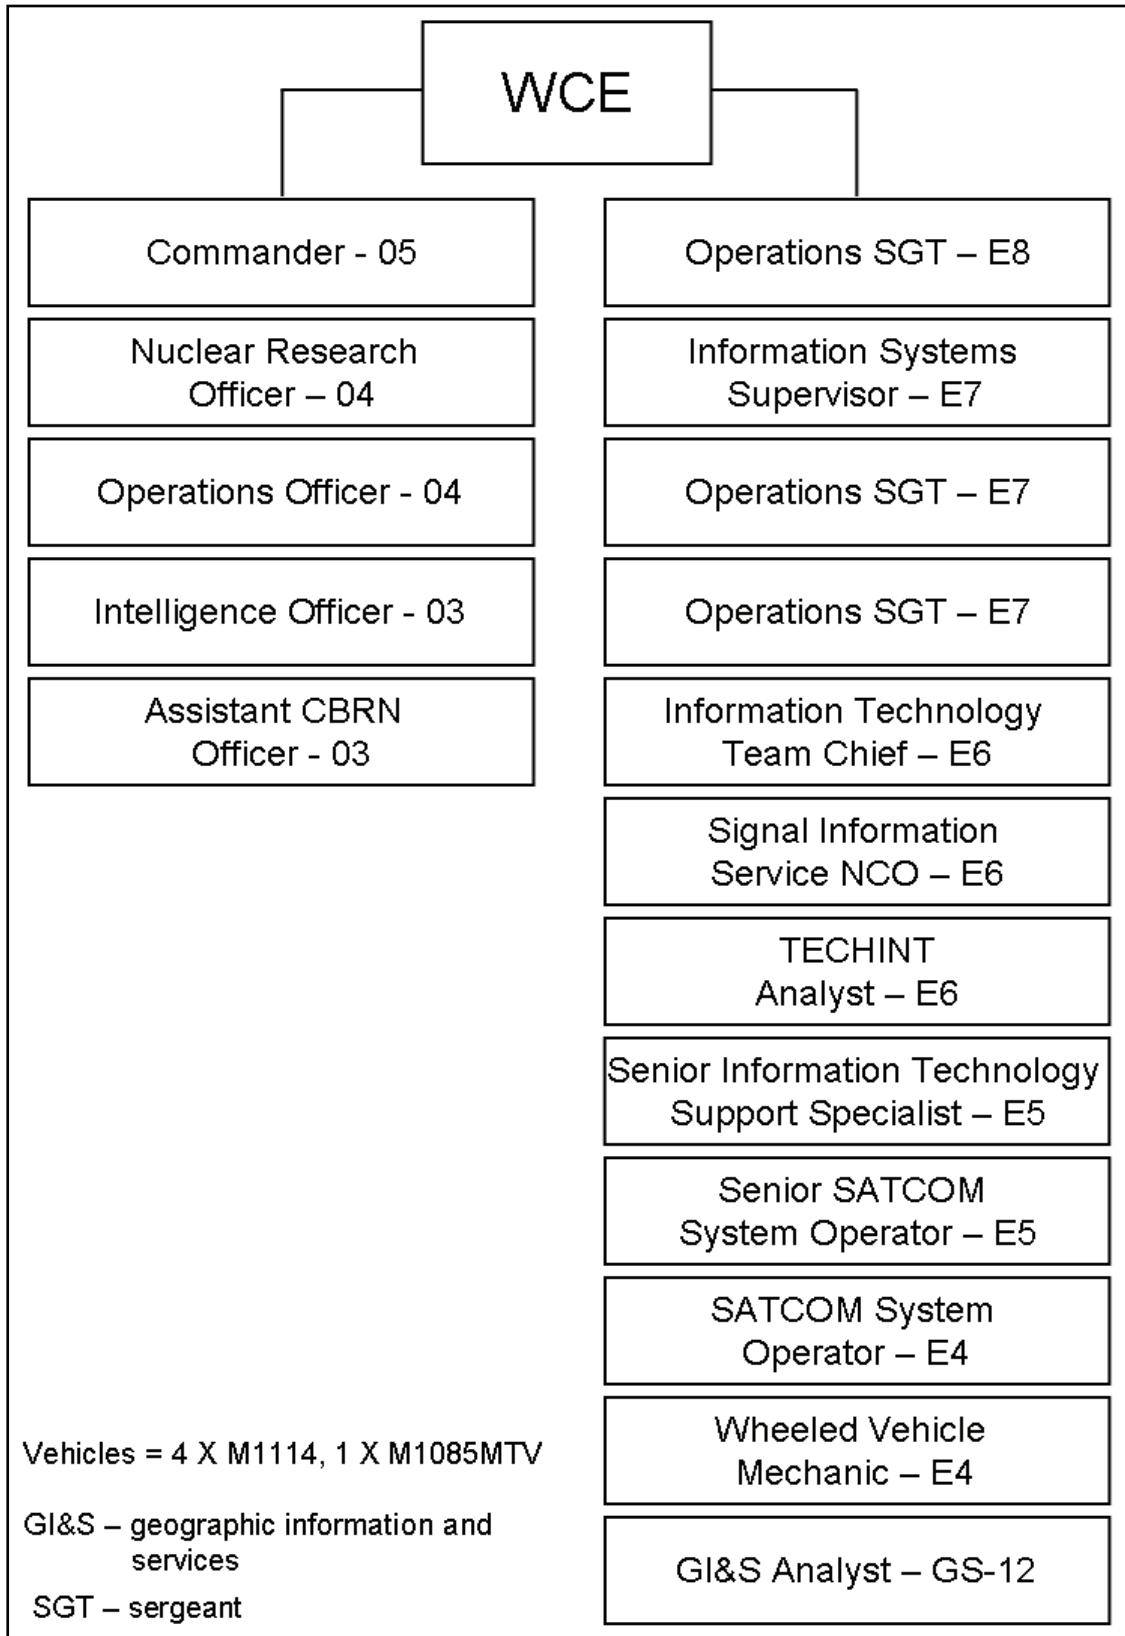 WCE
Commander - 05
Nuclear Research
Officer – 04
Operations Officer - 04
Intelligence Officer - 03
Assistant CBRN
Officer - 03
Operations SGT – E8
Information Systems
Supervisor – E7
Operations SGT – E7
Operations SGT – E7
Information Technology
Team Chief – E6
Signal Information
Service NCO – E6
TECHINT
Analyst – E6
Senior Information Technology
Support Specialist – E5
Senior SATCOM
System Operator – E5
SATCOM System
Operator – E4
Wheeled Vehicle
Mechanic – E4
GI&S Analyst – GS-12
Vehicles = 4 X M1114, 1 X M1085MTV
GI&S – geographic information and
services
SGT – sergeant